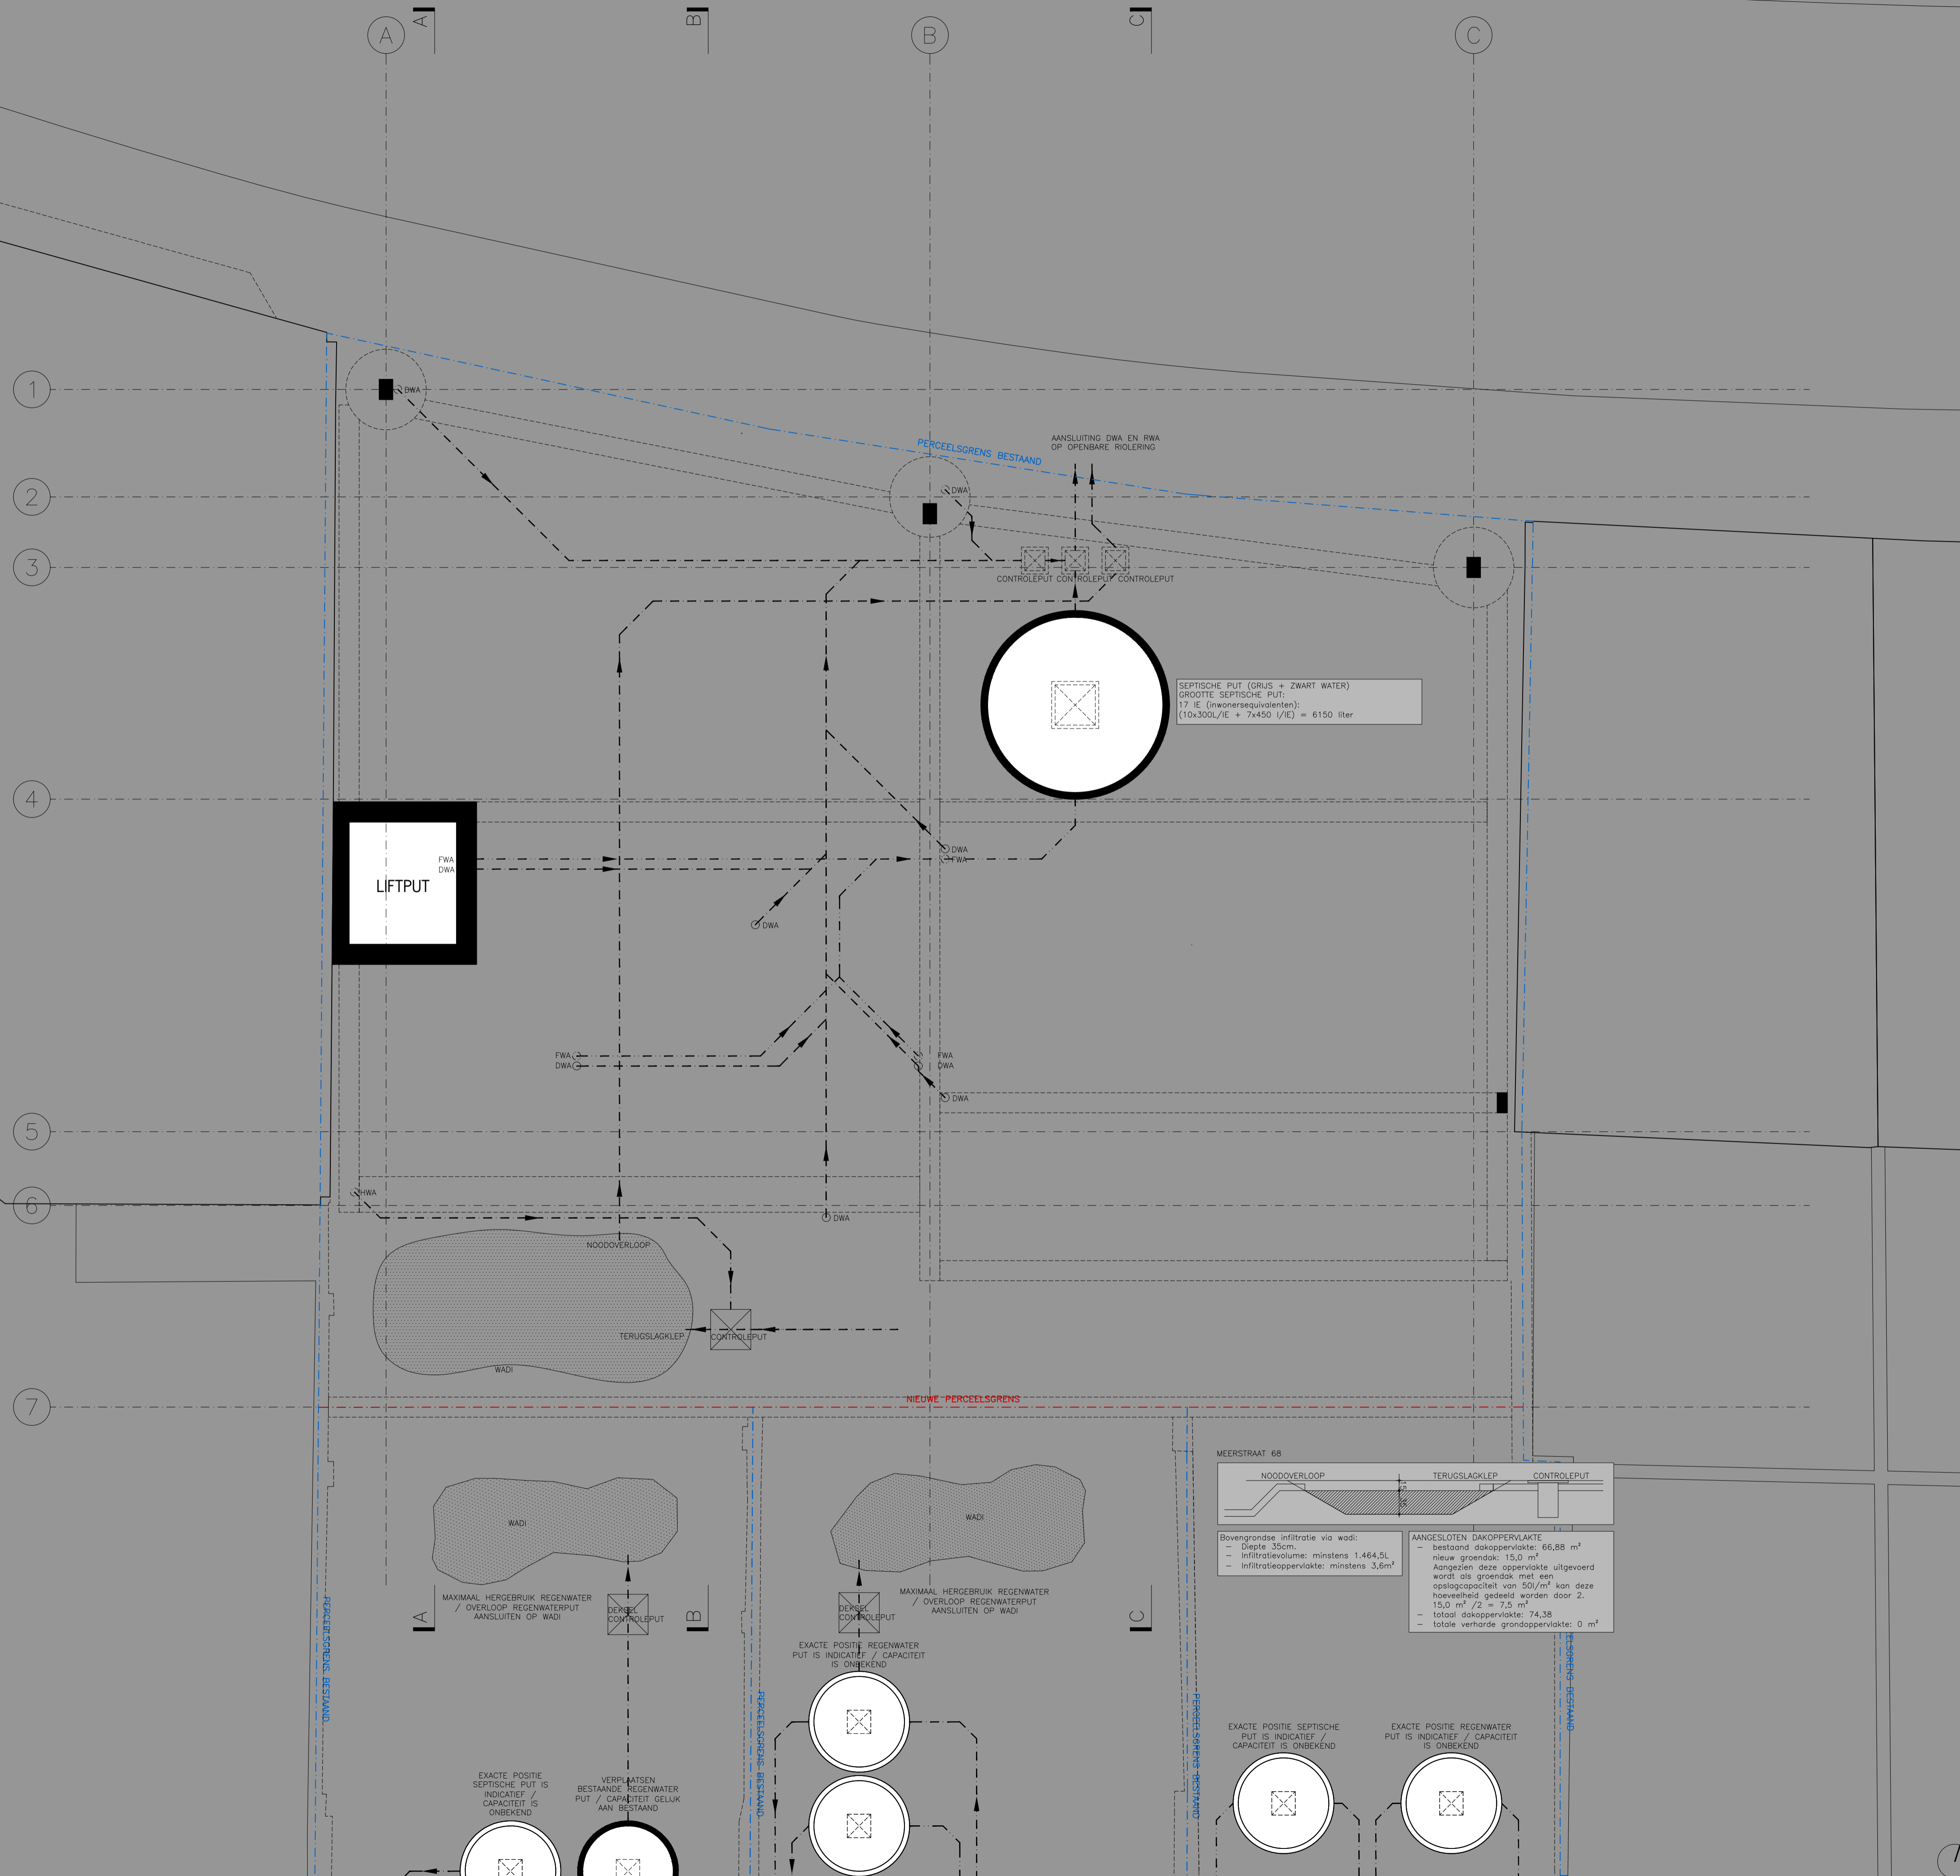 A
B
C
A
B
C
1
2
3
4
5
6
7
DWA
PERCEELSGRENS BESTAAND
AANSLUITING DWA EN RWA
OP OPENBARE RIOLERING
DWA
CONTROLEPUT CONTROLEPUT CONTROLEPUT
SEPTISCHE PUT (GRIJS + ZWART WATER)
GROOTTE SEPTISCHE PUT:
17 IE (inwonersequivalenten):
(10x300L/IE + 7x450 l/IE) = 6150 liter
FWA
DWA
LIFTPUT
DWA
FWA
DWA
FWA
DWA
FWA
DWA
DWA
HWA
DWA
NOODOVERLOOP
TERUGSLAGKLEP
CONTROLEPUT
WADI
NIEUWE PERCEELSGRENS
MEERSTRAAT 68
NOODOVERLOOP
TERUGSLAGKLEP
CONTROLEPUT
15
35
Bovengrondse infiltratie via wadi:
– Diepte 35cm.
– Infiltratievolume: minstens 1.464,5L
– Infiltratieoppervlakte: minstens 3,6m²
AANGESLOTEN DAKOPPERVLAKTE
– bestaand dakoppervlakte: 66,88 m²
nieuw groendak: 15,0 m²
Aangezien deze oppervlakte uitgevoerd
wordt als groendak met een
opslagcapaciteit van 50l/m² kan deze
hoeveelheid gedeeld worden door 2.
15,0 m² /2 = 7,5 m²
– totaal dakoppervlakte: 74,38
– totale verharde grondoppervlakte: 0 m²
WADI
WADI
MAXIMAAL HERGEBRUIK REGENWATER
/ OVERLOOP REGENWATERPUT
AANSLUITEN OP WADI
MAXIMAAL HERGEBRUIK REGENWATER
/ OVERLOOP REGENWATERPUT
AANSLUITEN OP WADI
A
B
C
DEKSEL
CONTROLEPUT
DEKSEL
CONTROLEPUT
EXACTE POSITIE REGENWATER
PUT IS INDICATIEF / CAPACITEIT
IS ONBEKEND
PERCEELSGRENS BESTAAND
PERCEELSGRENS BESTAAND
PERCEELSGRENS BESTAAND
ELSGRENS BESTAAND
EXACTE POSITIE
SEPTISCHE PUT IS
INDICATIEF /
CAPACITEIT IS
ONBEKEND
VERPLAATSEN
BESTAANDE REGENWATER
PUT / CAPACITEIT GELIJK
AAN BESTAAND
EXACTE POSITIE SEPTISCHE
PUT IS INDICATIEF /
CAPACITEIT IS ONBEKEND
EXACTE POSITIE REGENWATER
PUT IS INDICATIEF / CAPACITEIT
IS ONBEKEND